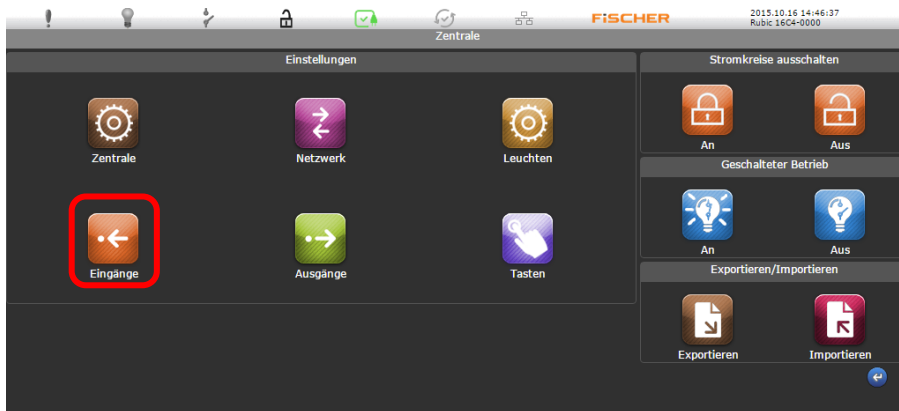 FiSCHER
2015.10.16 14:46:37
Rubic 16C4-0000
Zentrale
Einstellungen
Zentrale
Netzwerk
Leuchten
Eingänge
Ausgänge
Tasten
Stromkreise ausschalten
An
Aus
Geschalteter Betrieb
An
Aus
Exportieren/Importieren
Exportieren
Importieren